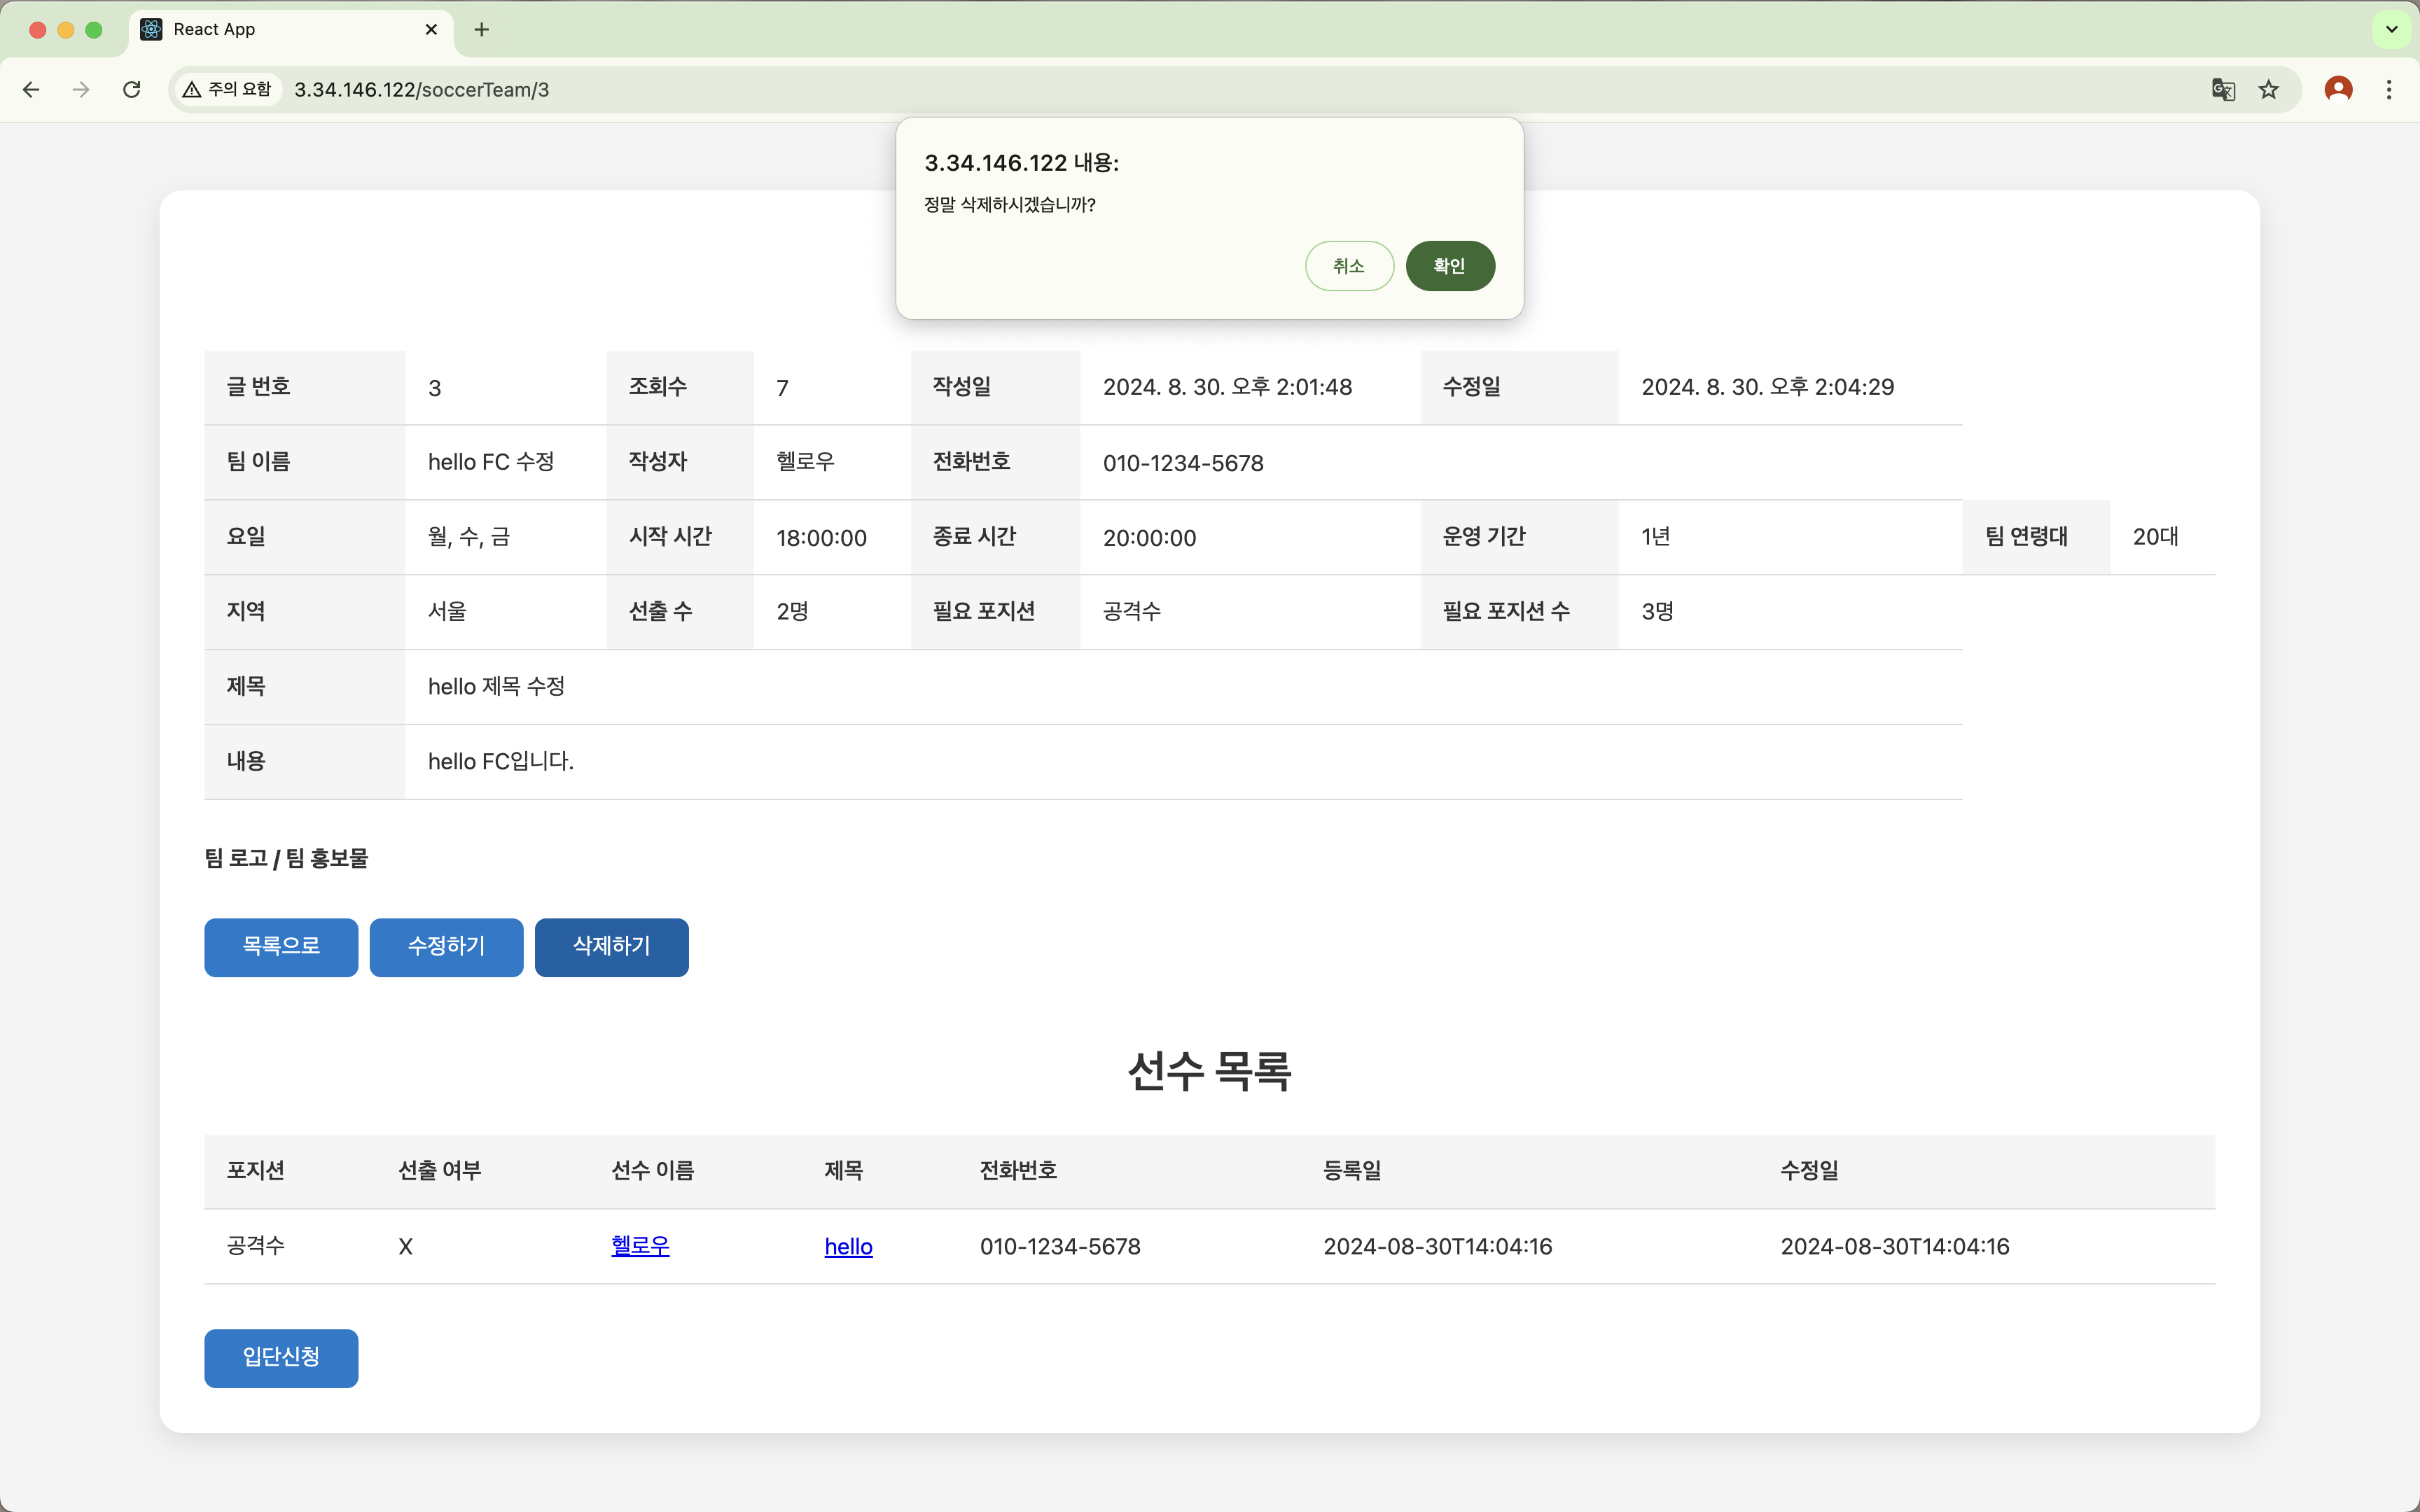 React App
주의 요함 3.34.146.122/soccerTeam/3
3.34.146.122 내용:
정말 삭제하시겠습니까?
취소 확인
글 번호 3 조회수 7 작성일 2024. 8. 30. 오후 2:01:48 수정일 2024. 8. 30. 오후 2:04:29
팀 이름 hello FC 수정 작성자 헬로우 전화번호 010-1234-5678
요일 월, 수, 금 시작 시간 18:00:00 종료 시간 20:00:00 운영 기간 1년 팀 연령대 20대
지역 서울 선출 수 2명 필요 포지션 공격수 필요 포지션 수 3명
제목 hello 제목 수정
내용 hello FC입니다.
팀 로고 / 팀 홍보물
목록으로 수정하기 삭제하기
선수 목록
포지션 선출 여부 선수 이름 제목 전화번호 등록일 수정일
공격수 X 헬로우 hello 010-1234-5678 2024-08-30T14:04:16 2024-08-30T14:04:16
입단신청